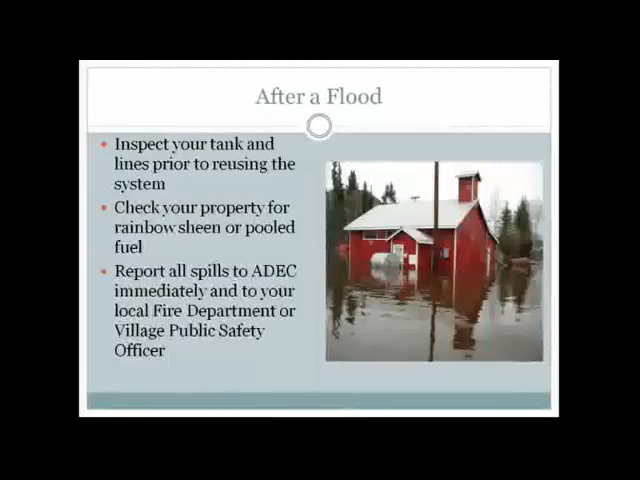 After a Flood
Inspect your tank and
lines prior to reusing the
system
Check your property for
rainbow sheen or pooled
fuel
Report all spills to ADEC
immediately and to your
local Fire Department or
Village Public Safety
Officer